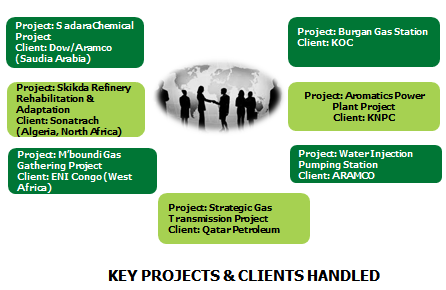 Project: SadaraChemical
Project
Client: Dow/Aramco
(Saudia Arabia)
Project: Skikda Refinery
Rehabilitation &
Adaptation
Client: Sonatrach
(Algeria, North Africa)
Project: M'boundi Gas
Gathering Project
Client: ENI Congo (West
Africa)
Project: Strategic Gas
Transmission Project
Client: Qatar Petroleum
Project: Burgan Gas Station
Client: KOC
Project: Aromatics Power
Plant Project
Client: KNPC
Project: Water Injection
Pumping Station
Client: ARAMCO
KEY PROJECTS & CLIENTS HANDLED